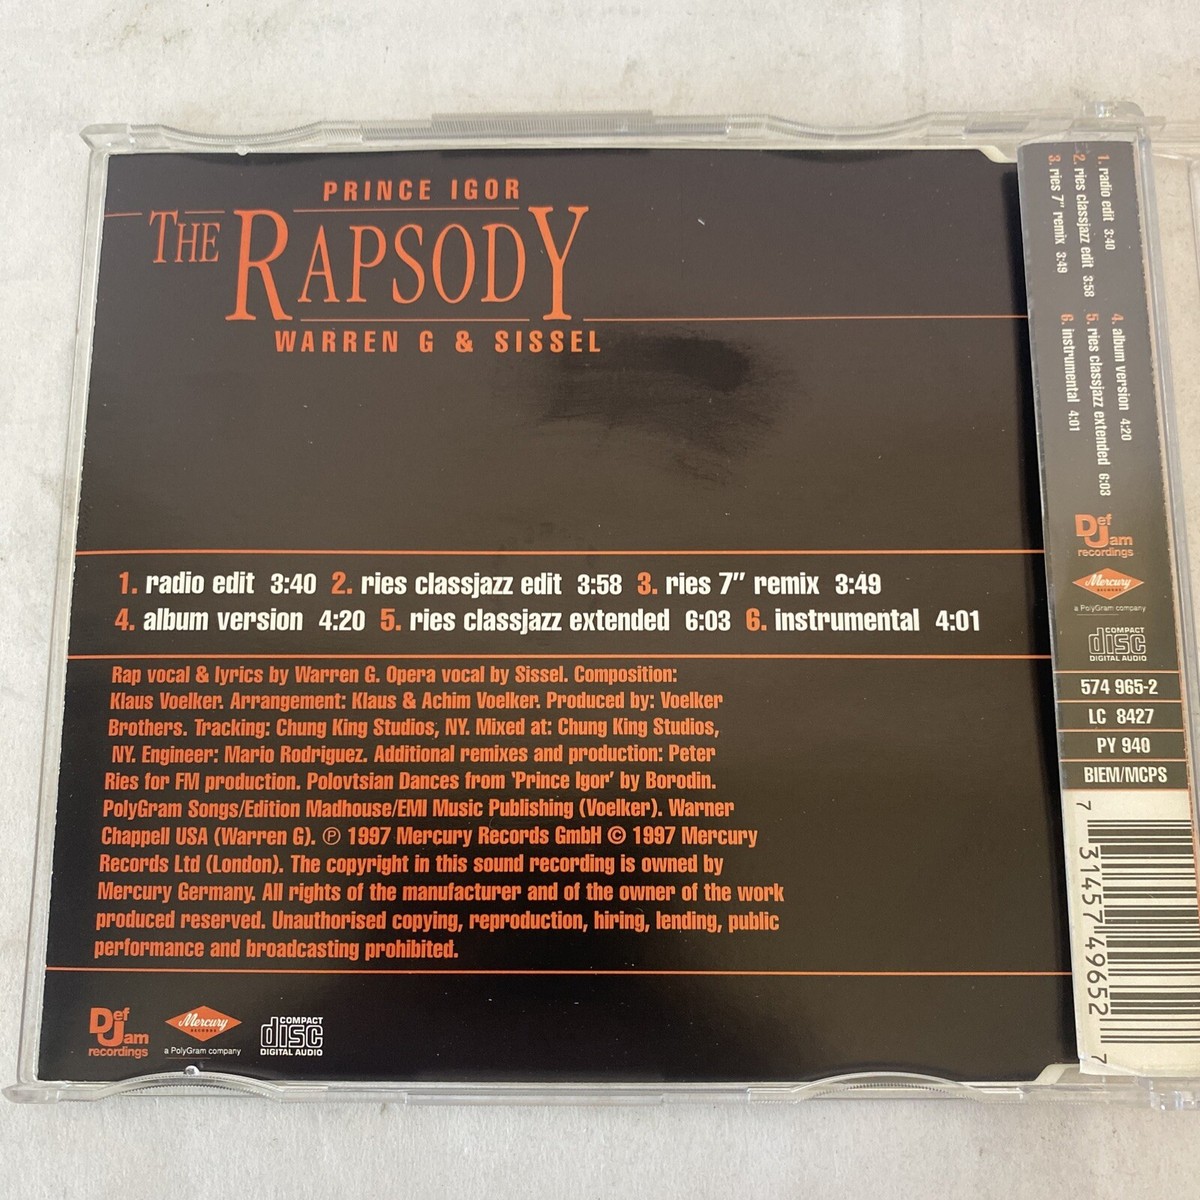 PRINCE IGOR
THE RAPSODY
WARREN G & SISSEL
1. radio edit 3:40 2. ries classjazz edit 3:58 3. ries 7" remix 3:49
4. album version 4:20 5. ries classjazz extended 6:03 6. instrumental 4:01
Rap vocal & lyrics by Warren G. Opera vocal by Sissel. Composition:
Klaus Voelker. Arrangement: Klaus & Achim Voelker. Produced by: Voelker
Brothers. Tracking: Chung King Studios, NY. Mixed at: Chung King Studios,
NY. Engineer: Mario Rodriguez. Additional remixes and production: Peter
Ries for FM production. Polovtsian Dances from 'Prince Igor' by Borodin.
PolyGram Songs/Edition Madhouse/EMI Music Publishing (Voelker). Warner
Chappell USA (Warren G). ℗ 1997 Mercury Records GmbH © 1997 Mercury
Records Ltd (London). The copyright in this sound recording is owned by
Mercury Germany. All rights of the manufacturer and of the owner of the work
produced reserved. Unauthorised copying, reproduction, hiring, lending, public
performance and broadcasting prohibited.
Def
Jam
recordings
Mercury
RECORDS
a PolyGram company
COMPACT
disc
DIGITAL AUDIO
1. radio edit 3:40
2. ries classjazz edit 3:58
3. ries 7" remix 3:49
4. album version 4:20
5. ries classjazz extended 6:03
6. instrumental 4:01
Def
Jam
recordings
Mercury
RECORDS
a PolyGram company
COMPACT
disc
DIGITAL AUDIO
574 965-2
LC 8427
PY 940
BIEM/MCPS
7 31457 49652 7